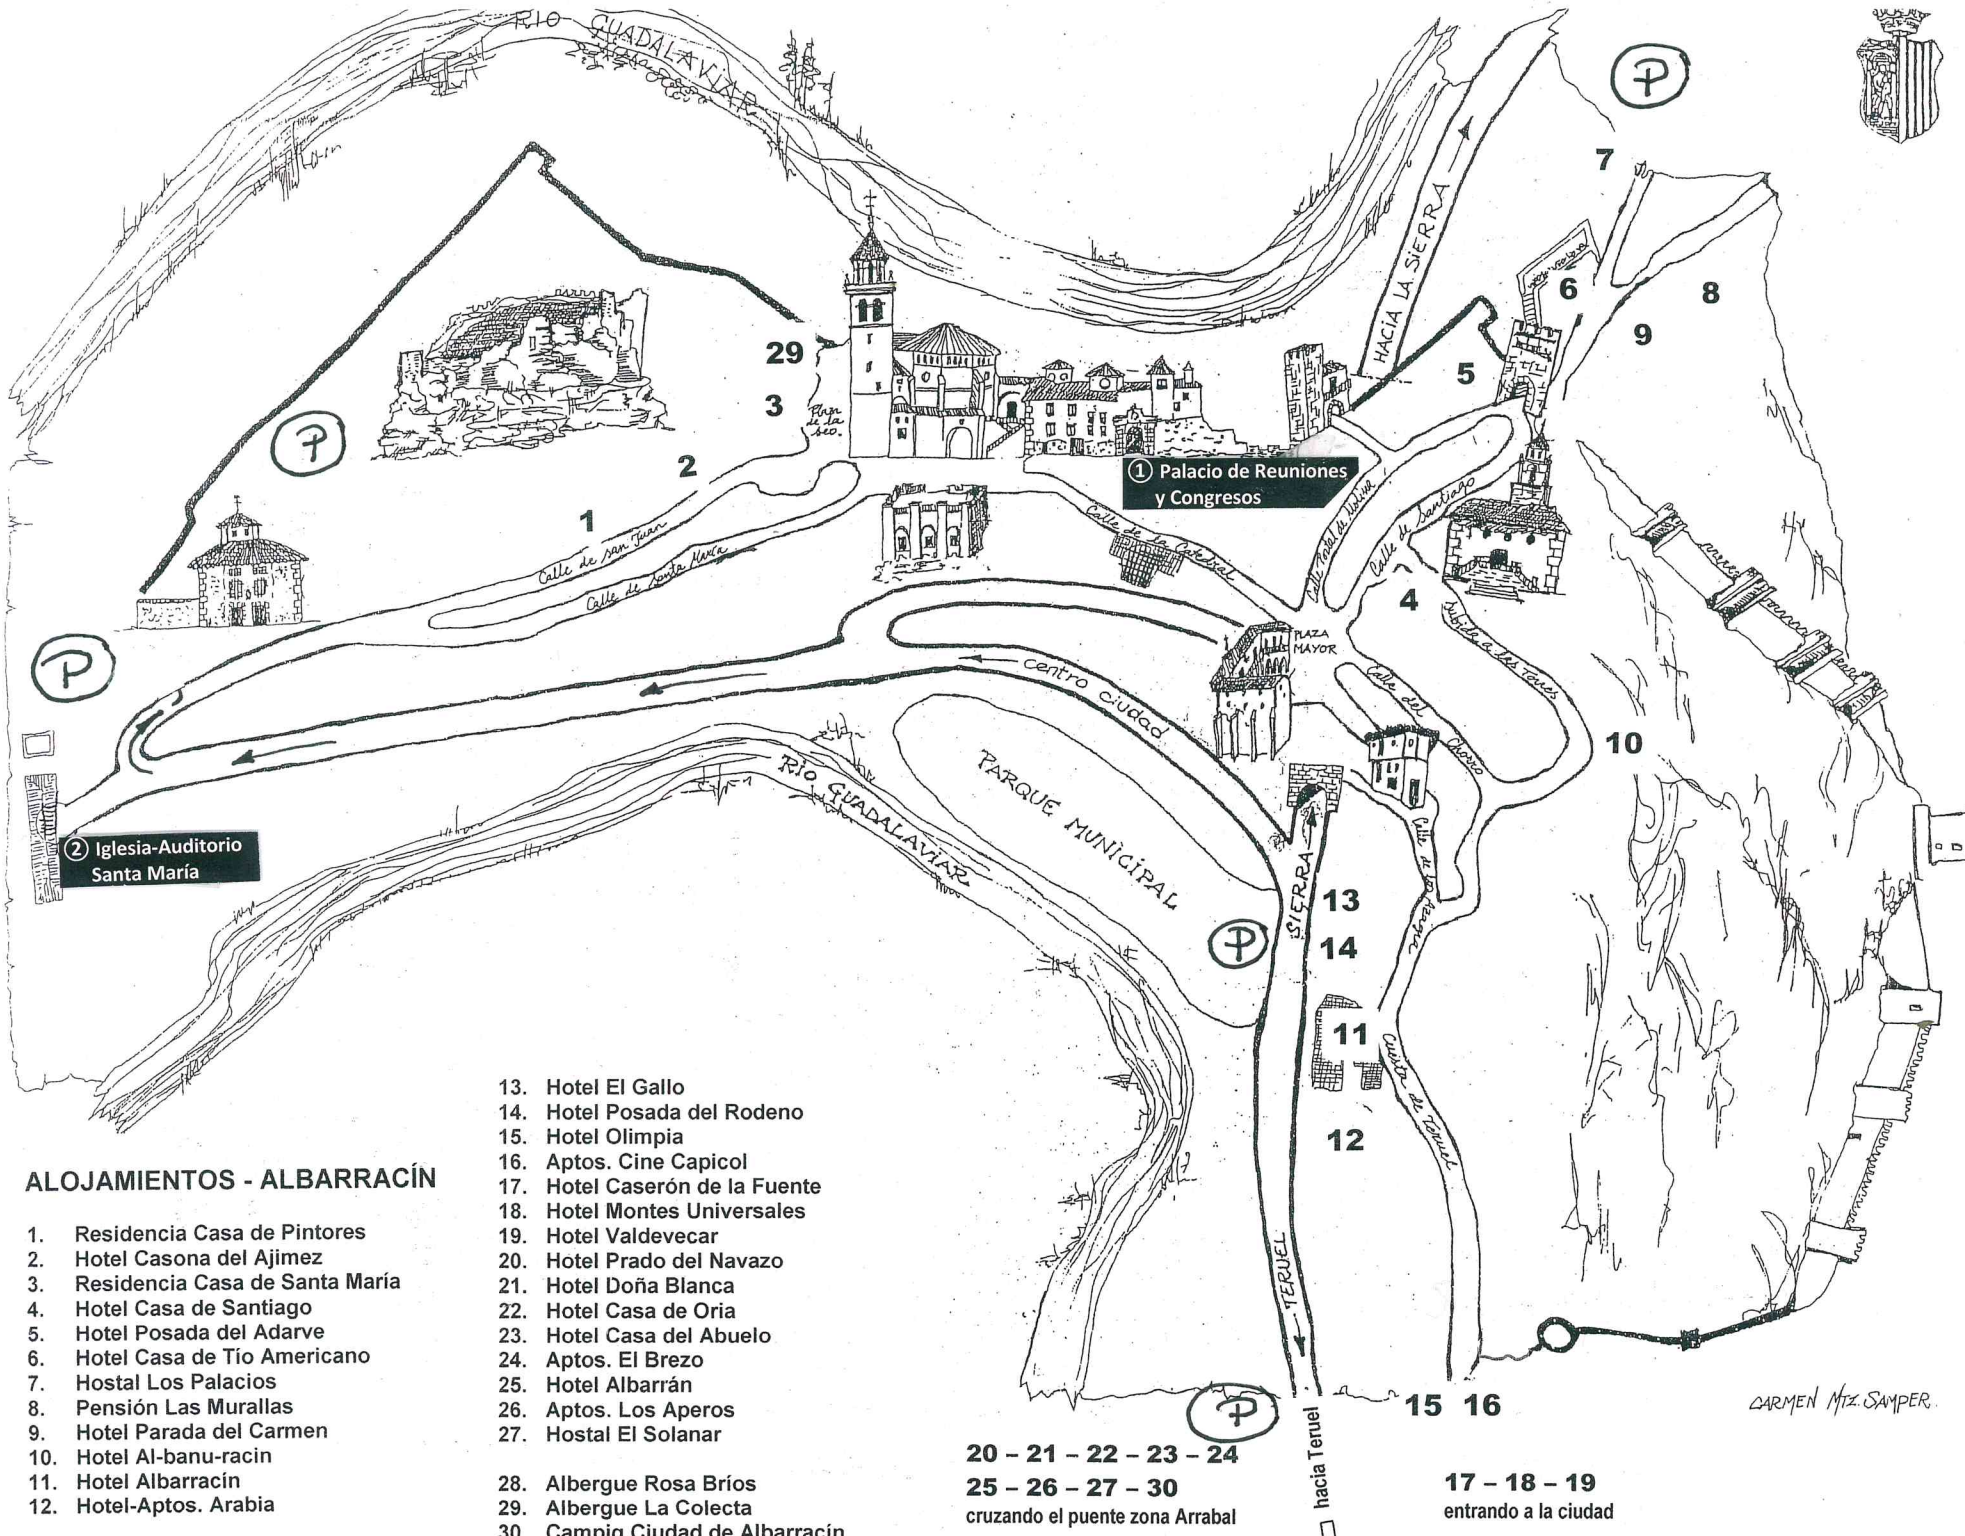 RIO GUADALAVIAR
P
7
HACIA LA SIERRA
6
8
9
5
29
3
Plaza
de la
Seo.
P
2
1
① Palacio de Reuniones
y Congresos
Calle de San Juan
Calle de Santa María
Calle de la Catedral
Calle de Santiago
4
Subida a las Torres
PLAZA
MAYOR
Calle del Chorro
P
centro ciudad
10
PARQUE MUNICIPAL
RIO GUADALAVIAR
② Iglesia-Auditorio
Santa María
SIERRA
13
14
P
11
Cuesta de Teruel
12
TERUEL
P
15 16
hacia Teruel
CARMEN MTZ. SAMPER.
ALOJAMIENTOS - ALBARRACÍN
1. Residencia Casa de Pintores
2. Hotel Casona del Ajimez
3. Residencia Casa de Santa María
4. Hotel Casa de Santiago
5. Hotel Posada del Adarve
6. Hotel Casa de Tío Americano
7. Hostal Los Palacios
8. Pensión Las Murallas
9. Hotel Parada del Carmen
10. Hotel Al-banu-racin
11. Hotel Albarracín
12. Hotel-Aptos. Arabia
13. Hotel El Gallo
14. Hotel Posada del Rodeno
15. Hotel Olimpia
16. Aptos. Cine Capicol
17. Hotel Caserón de la Fuente
18. Hotel Montes Universales
19. Hotel Valdevecar
20. Hotel Prado del Navazo
21. Hotel Doña Blanca
22. Hotel Casa de Oria
23. Hotel Casa del Abuelo
24. Aptos. El Brezo
25. Hotel Albarrán
26. Aptos. Los Aperos
27. Hostal El Solanar
28. Albergue Rosa Bríos
29. Albergue La Colecta
30. Campig Ciudad de Albarracín
20 – 21 – 22 – 23 – 24
25 – 26 – 27 – 30
cruzando el puente zona Arrabal
17 – 18 – 19
entrando a la ciudad